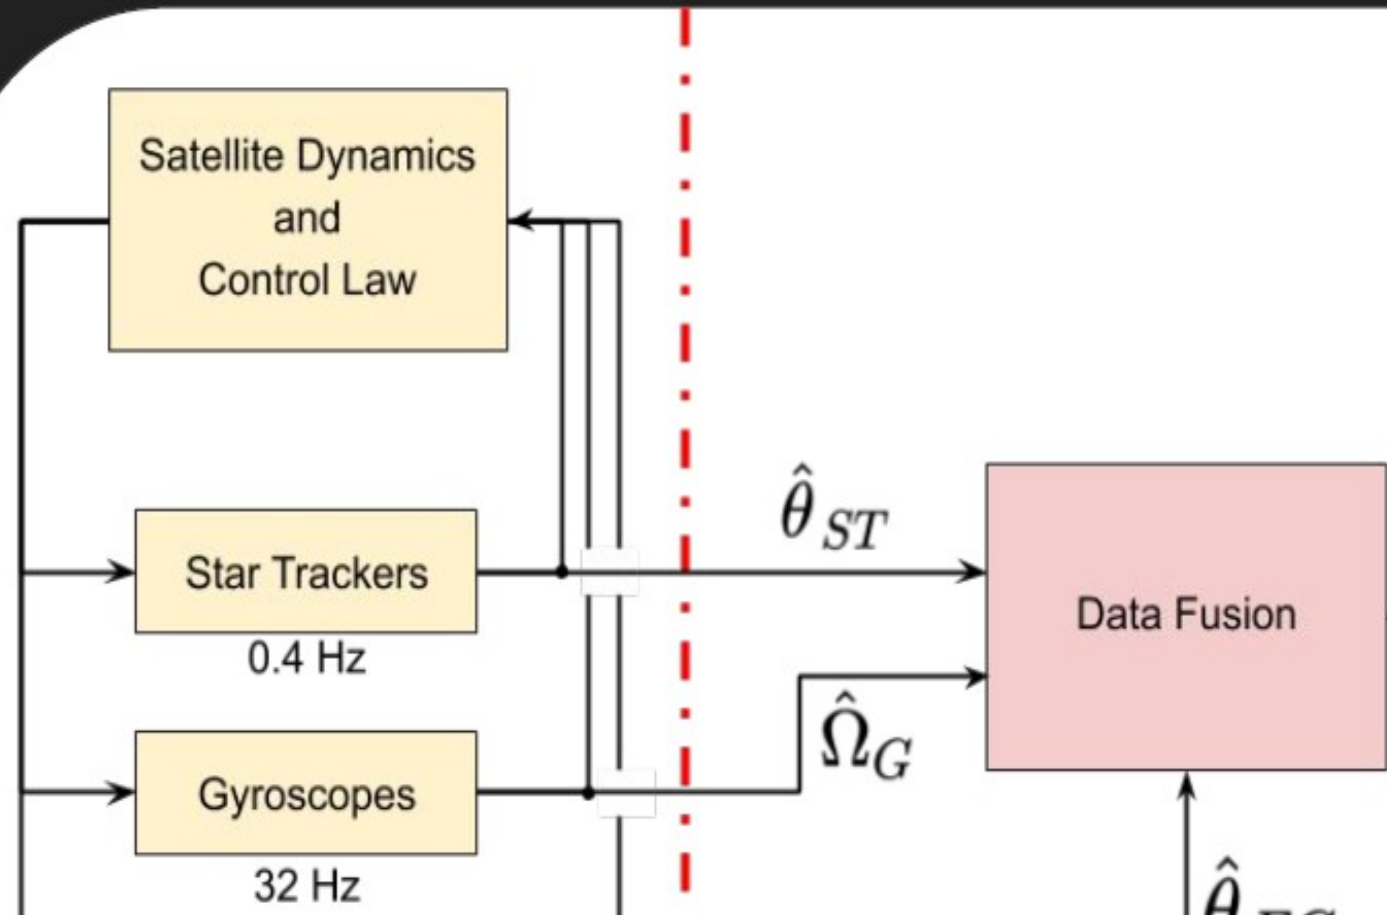 Satellite Dynamics
and
Control Law
θ̂ ST
Star Trackers
Data Fusion
0.4 Hz
Ω̂G
Gyroscopes
32 Hz
θ̂